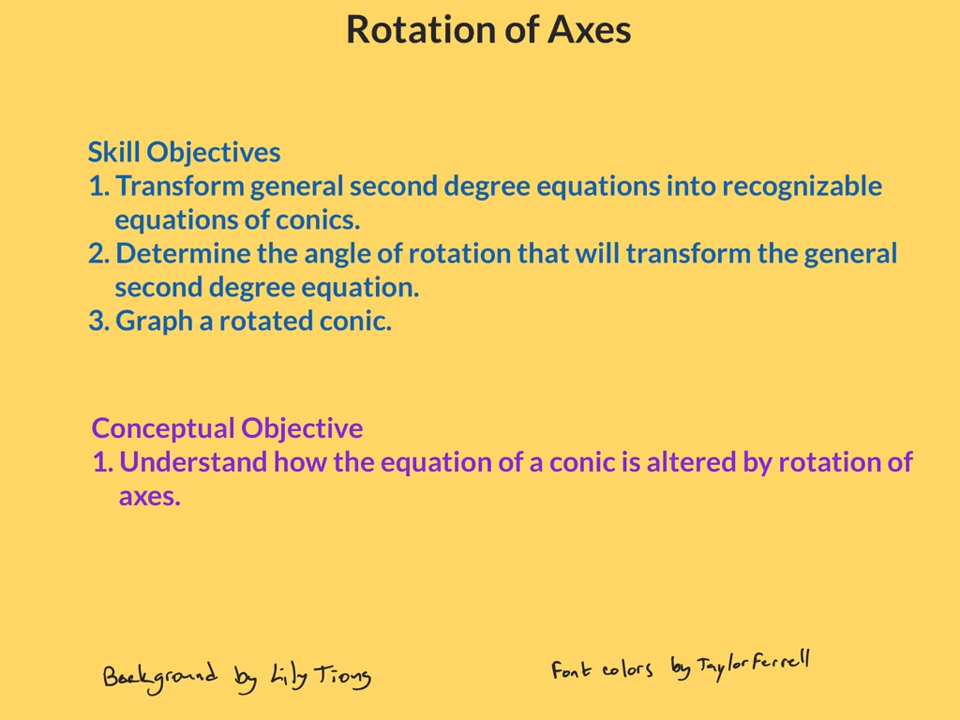 Rotation of Axes
Skill Objectives
1. Transform general second degree equations into recognizable
equations of conics.
2. Determine the angle of rotation that will transform the general
second degree equation.
3. Graph a rotated conic.
Conceptual Objective
1. Understand how the equation of a conic is altered by rotation of
axes.
Background by Lily Tiong
Font colors by Taylor Ferrell